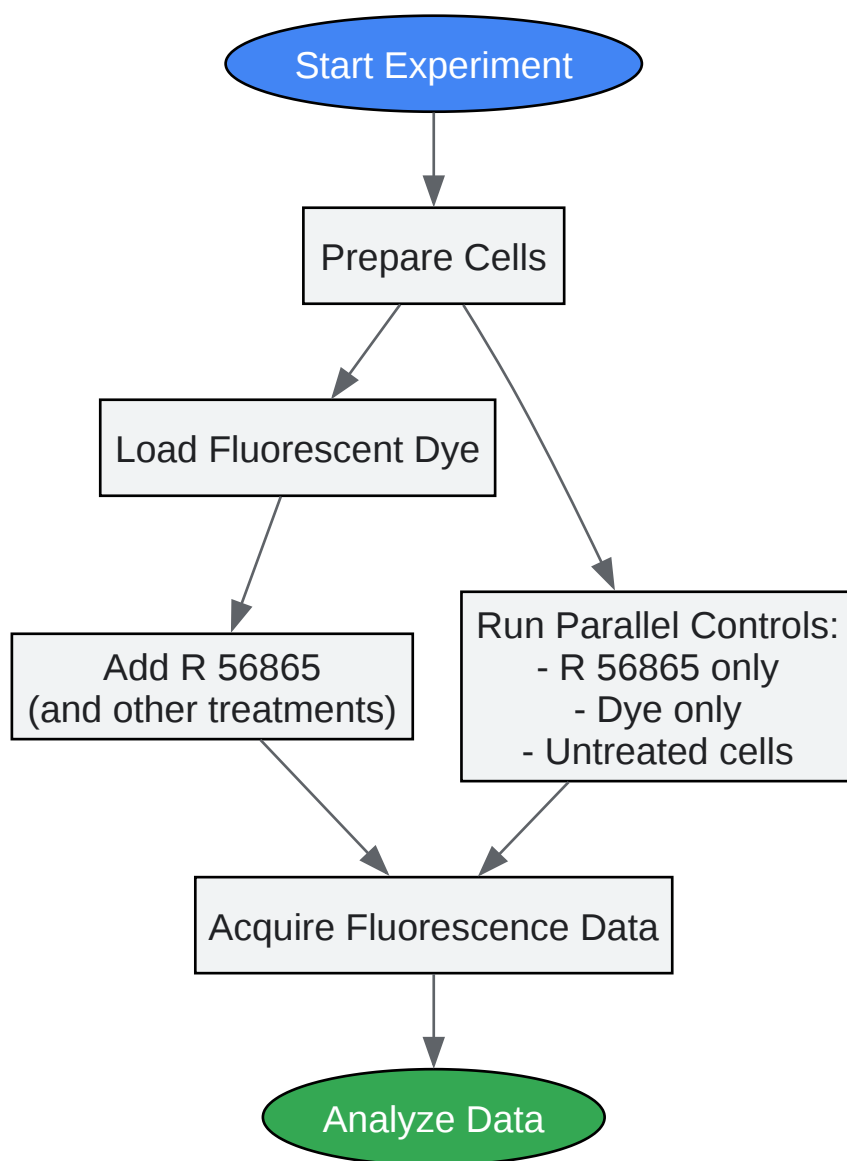 Start Experiment
Prepare Cells
Load Fluorescent Dye
Add R 56865
(and other treatments)
Run Parallel Controls:
- R 56865 only
- Dye only
- Untreated cells
Acquire Fluorescence Data
Analyze Data